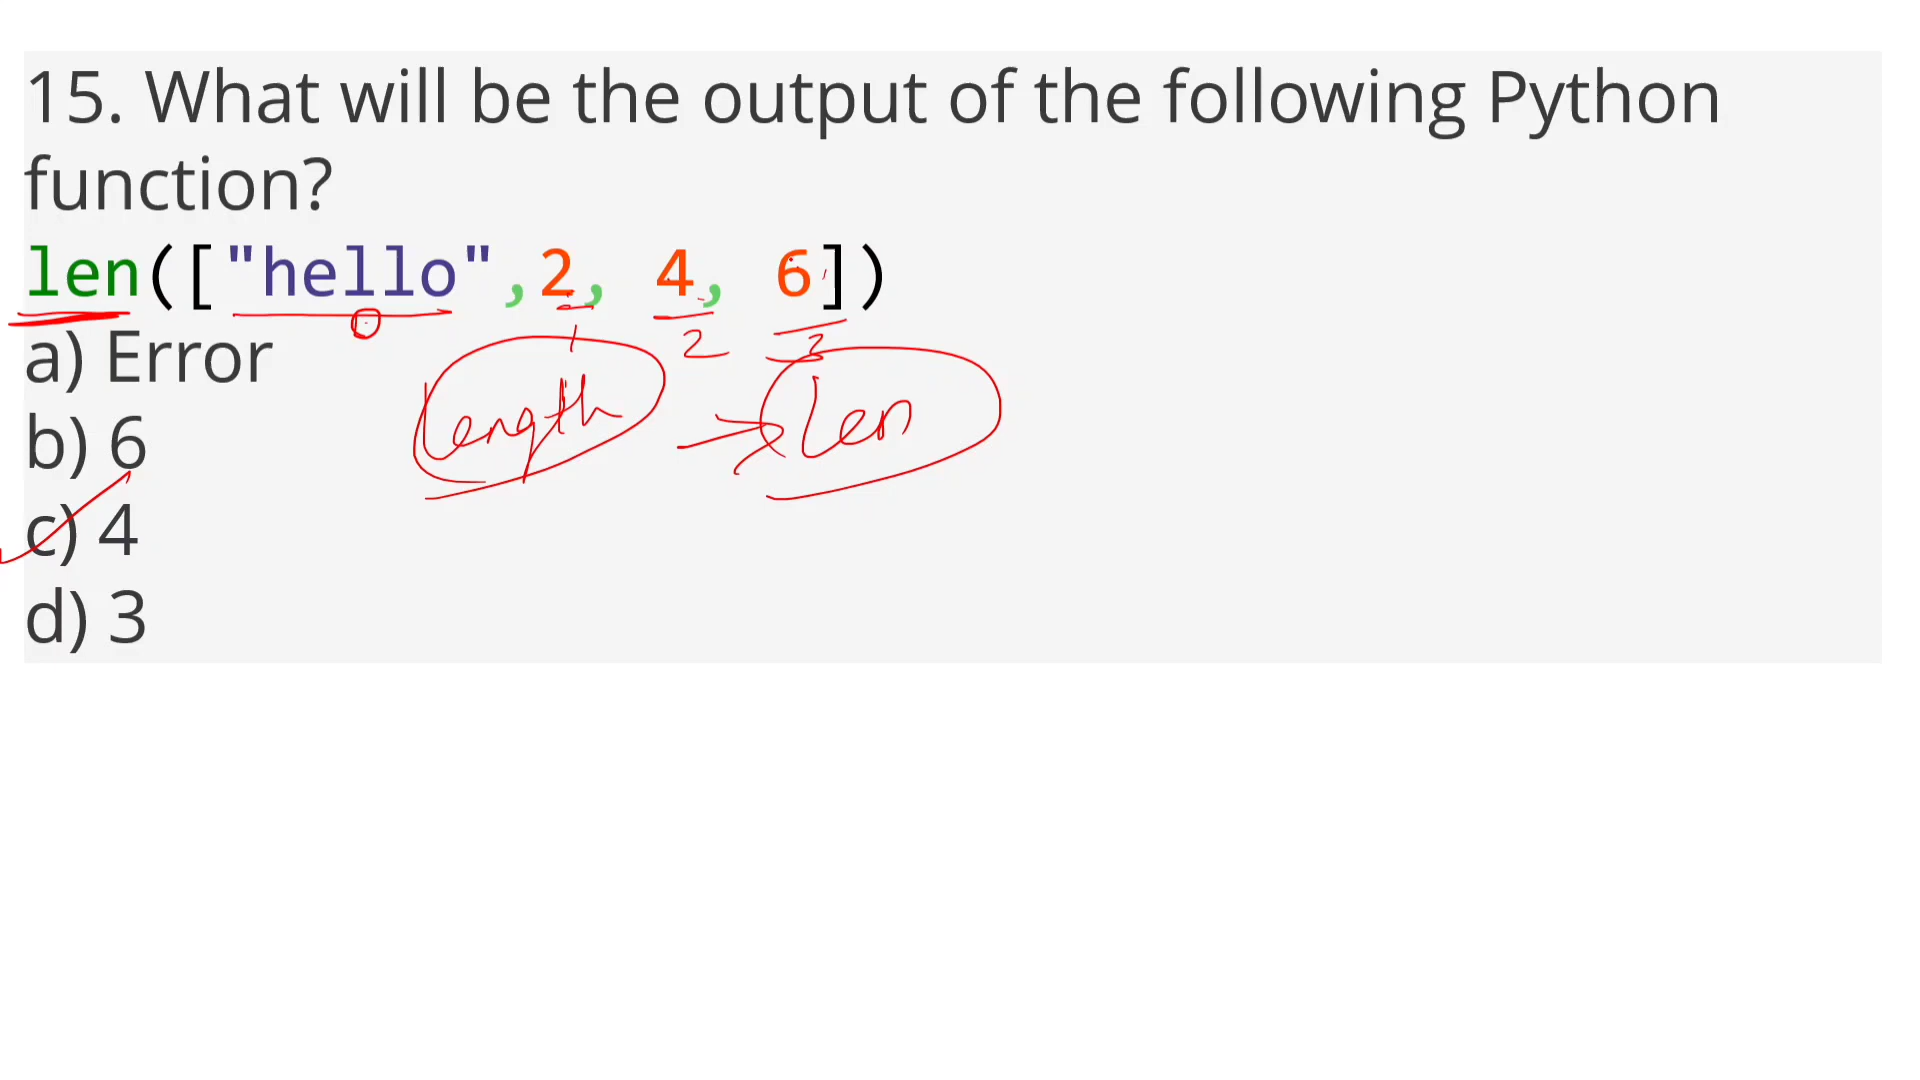 15. What will be the output of the following Python
function?
len(["hello",2, 4, 6])
0 1 2 3
a) Error
length → len
b) 6
c) 4
d) 3